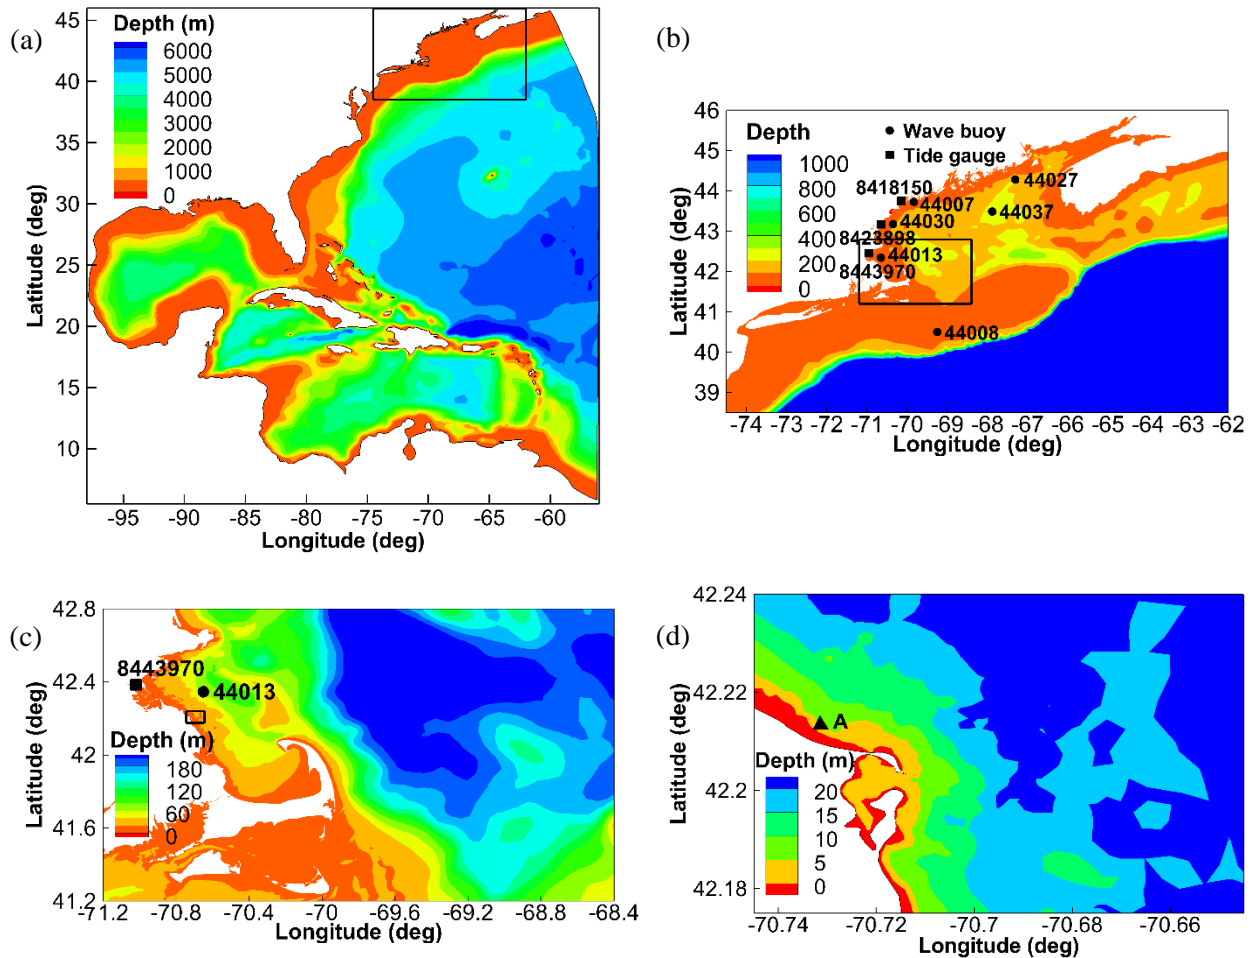 (a)
Depth (m)
6000
5000
4000
3000
2000
1000
0
45
40
35
30
25
20
15
10
Latitude (deg)
-95 -90 -85 -80 -75 -70 -65 -60
Longitude (deg)
(b)
Depth
1000
800
600
400
200
0
Wave buoy
Tide gauge
8418150
44007
44030
8423898
44013
8443970
44027
44037
44008
46
45
44
43
42
41
40
39
Latitude (deg)
-74 -73 -72 -71 -70 -69 -68 -67 -66 -65 -64 -63 -62
Longitude (deg)
(c)
8443970
44013
Depth (m)
180
120
60
0
42.8
42.4
42
41.6
41.2
Latitude (deg)
-71.2 -70.8 -70.4 -70 -69.6 -69.2 -68.8 -68.4
Longitude (deg)
(d)
A
Depth (m)
20
15
10
5
0
42.24
42.22
42.2
42.18
Latitude (deg)
-70.74 -70.72 -70.7 -70.68 -70.66
Longitude (deg)